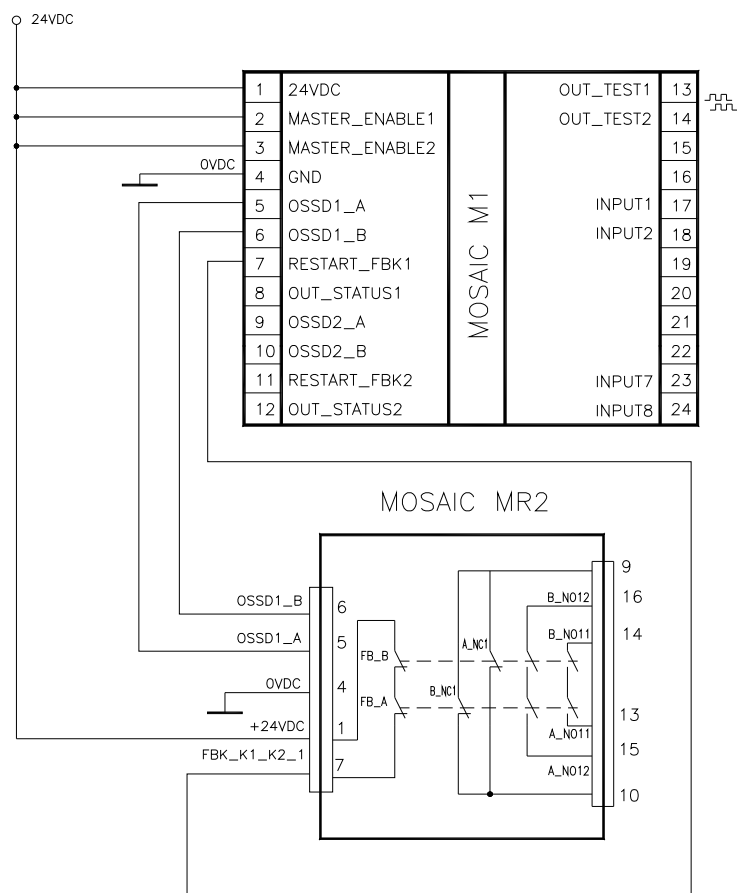 24VDC
1 24VDC OUT_TEST1 13
2 MASTER_ENABLE1 OUT_TEST2 14
3 MASTER_ENABLE2 15
0VDC 4 GND 16
5 OSSD1_A INPUT1 17
6 OSSD1_B INPUT2 18
7 RESTART_FBK1 19
8 OUT_STATUS1 20
9 OSSD2_A 21
10 OSSD2_B 22
11 RESTART_FBK2 INPUT7 23
12 OUT_STATUS2 INPUT8 24
MOSAIC M1
MOSAIC MR2
9
OSSD1_B 6 B_NO12 16
OSSD1_A 5 A_NC1 B_NO11 14
FB_B
0VDC 4
FB_A B_NC1
+24VDC 1 13
A_NO11
FBK_K1_K2_1 7 15
A_NO12
10